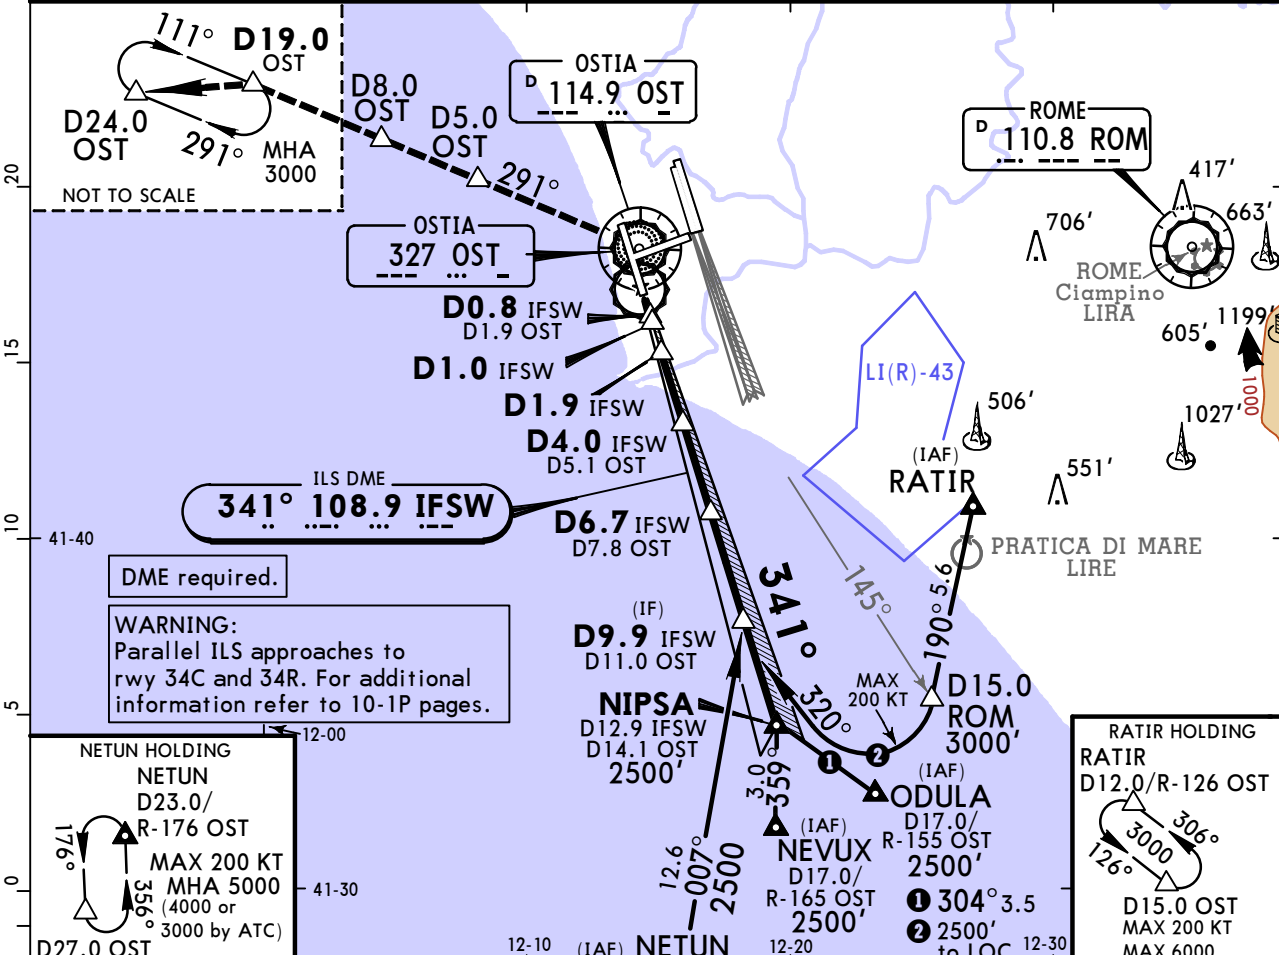 111°
D19.0
OST
D24.0
OST
291°
MHA
3000
NOT TO SCALE
D8.0
OST
D5.0
OST
291°
OSTIA
D 114.9 OST
OSTIA
327 OST
ROME
D 110.8 ROM
417'
663'
706'
ROME
Ciampino
LIRA
605'
1199'
1000
1027'
506'
551'
LI(R)-43
20
15
10
5
0
D0.8 IFSW
D1.9 OST
D1.0 IFSW
D1.9 IFSW
D4.0 IFSW
D5.1 OST
ILS DME
341° 108.9 IFSW
D6.7 IFSW
D7.8 OST
41-40
DME required.
WARNING:
Parallel ILS approaches to
rwy 34C and 34R. For additional
information refer to 10-1P pages.
12-00
(IF)
D9.9 IFSW
D11.0 OST
NIPSA
D12.9 IFSW
D14.1 OST
2500'
341°
145°
(IAF)
RATIR
PRATICA DI MARE
LIRE
190° 5.6
MAX
200 KT
320°
D15.0
ROM
3000'
1
2
(IAF)
ODULA
D17.0/
R-155 OST
2500'
1 304° 3.5
2 2500'
to LOC
3.0
359°
(IAF)
NEVUX
D17.0/
R-165 OST
2500'
12.6
007°
2500
(IAF) NETUN
12-10
12-20
12-30
41-30
NETUN HOLDING
NETUN
D23.0/
R-176 OST
176°
356°
MAX 200 KT
MHA 5000
(4000 or
3000 by ATC)
D27.0 OST
RATIR HOLDING
RATIR
D12.0/R-126 OST
306°
3000
126°
D15.0 OST
MAX 200 KT
MAX 6000